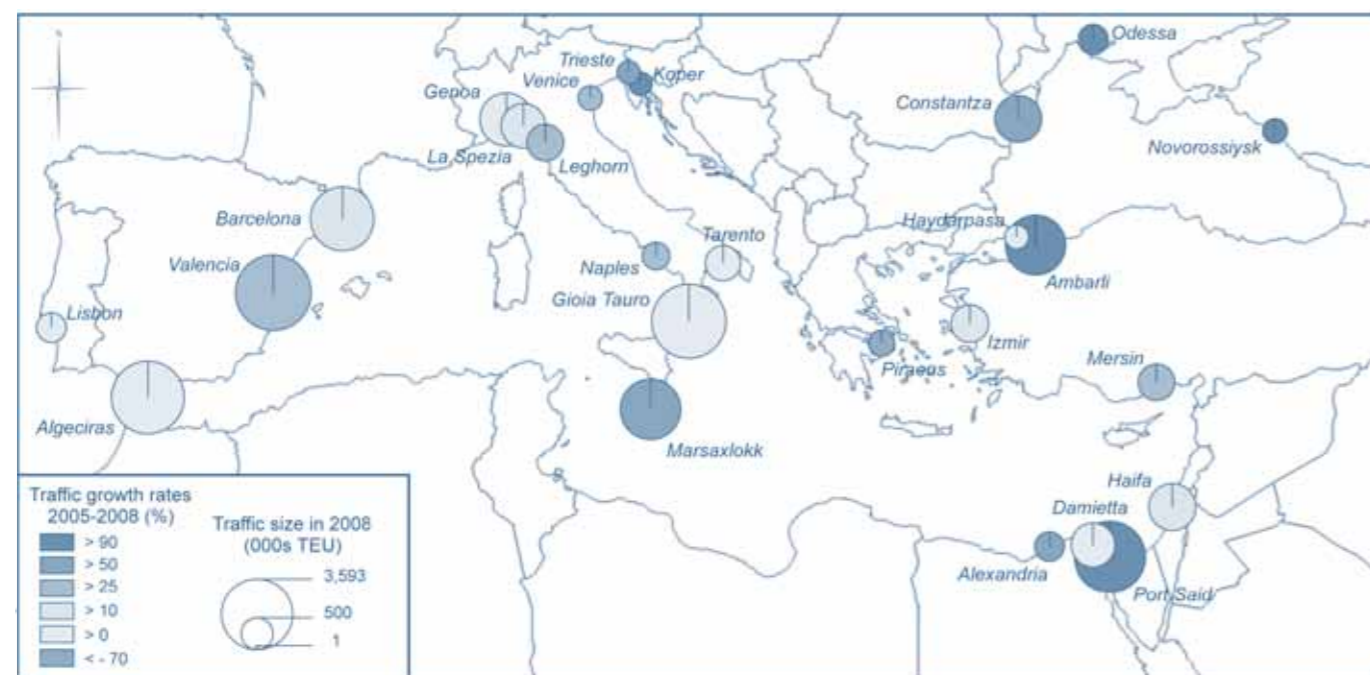 Odessa
Trieste
Koper
Venice
Genoa
Constantza
Novorossiysk
La Spezia
Leghorn
Barcelona
Haydarpasa
Tarento
Valencia
Naples
Ambarli
Gioia Tauro
Lisbon
Izmir
Piraeus
Mersin
Algeciras
Marsaxlokk
Haifa
Damietta
Alexandria
Port Said
Traffic growth rates
2005-2008 (%)
> 90
> 50
> 25
> 10
> 0
< - 70
Traffic size in 2008
(000s TEU)
3,593
500
1